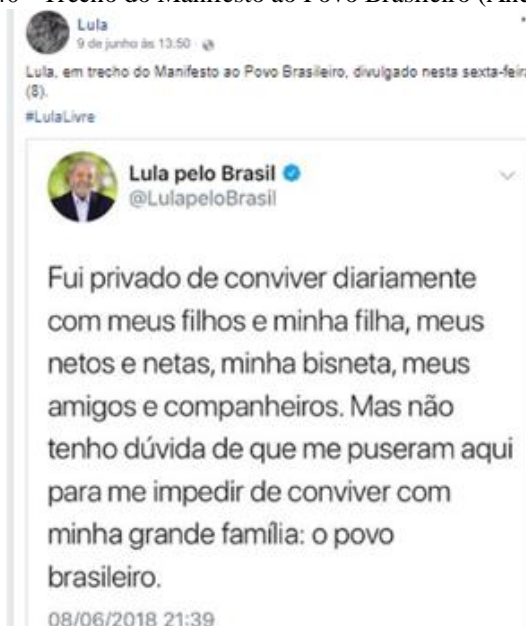 Trecho do Manifesto ao Povo Brasileiro
Lula
9 de junho às 13:50 ·
Lula, em trecho do Manifesto ao Povo Brasileiro, divulgado nesta sexta-feira
(8).
#LulaLivre
Lula pelo Brasil
@LulapeloBrasil
Fui privado de conviver diariamente
com meus filhos e minha filha, meus
netos e netas, minha bisneta, meus
amigos e companheiros. Mas não
tenho dúvida de que me puseram aqui
para me impedir de conviver com
minha grande família: o povo
brasileiro.
08/06/2018 21:39